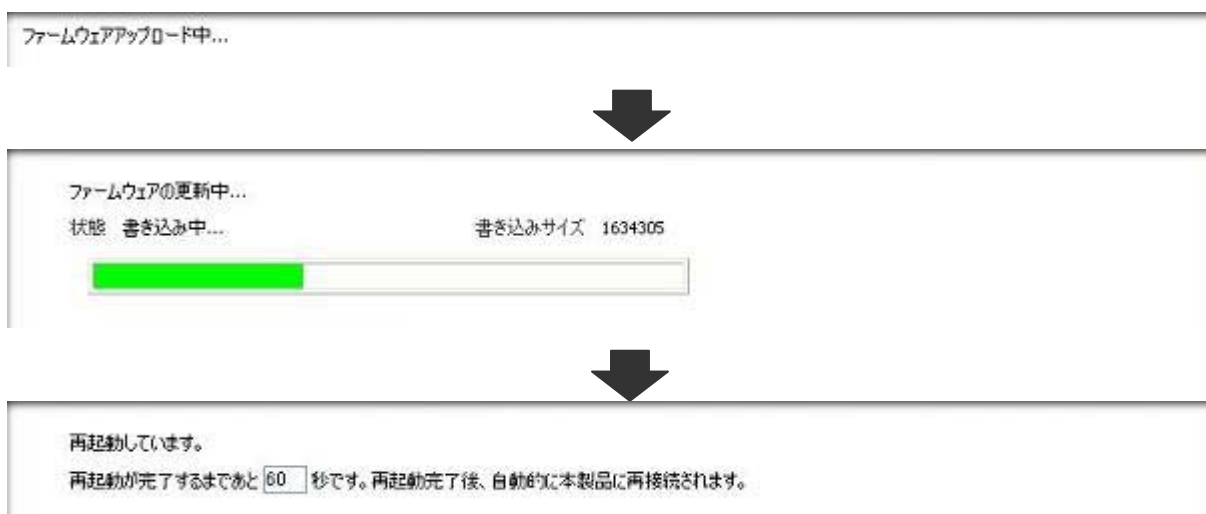 ファームウェアアップロード中...
ファームウェアの更新中...
状態 書き込み中... 書き込みサイズ 1634305
再起動しています。
再起動が完了するまであと 60 秒です。再起動完了後、自動的に本製品に再接続されます。